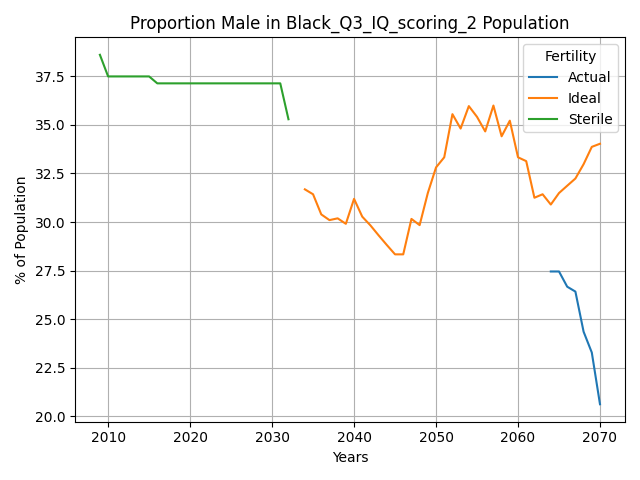 Proportion Male in Black_Q3_IQ_scoring_2 Population
Fertility
Actual
Ideal
Sterile
% of Population
37.5
35.0
32.5
30.0
27.5
25.0
22.5
20.0
2010 2020 2030 2040 2050 2060 2070
Years